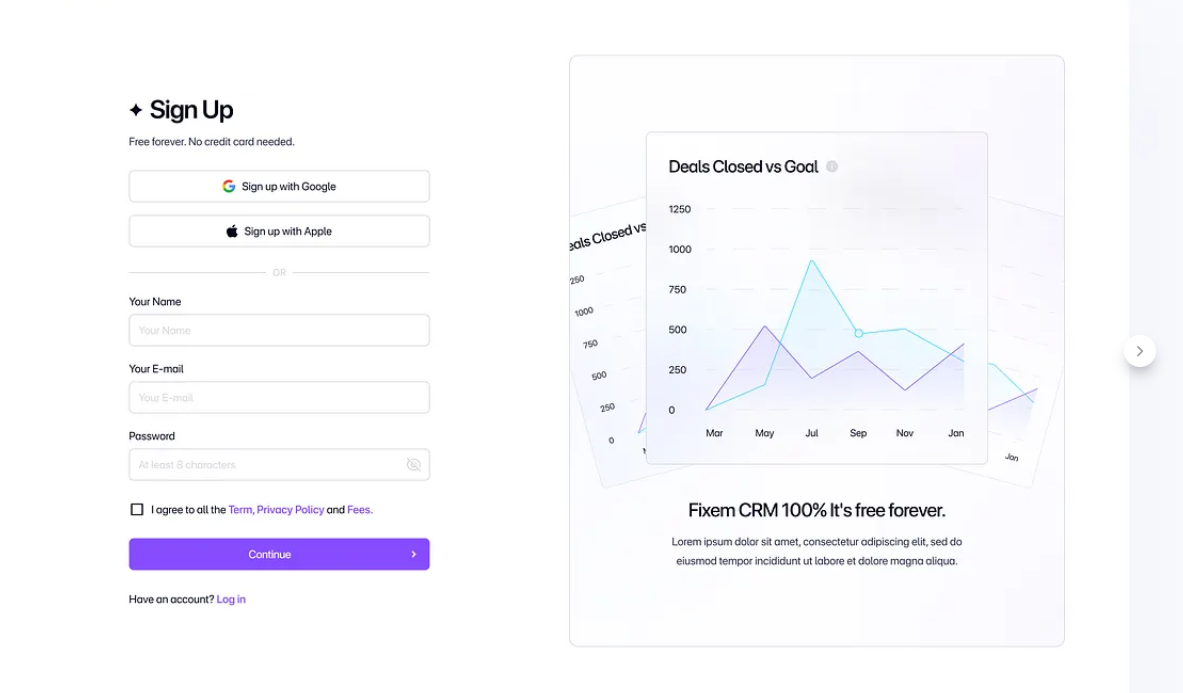 Sign Up
Free forever. No credit card needed.
Sign up with Google
Sign up with Apple
OR
Your Name
Your Name
Your E-mail
Your E-mail
Password
At least 8 characters
I agree to all the Term, Privacy Policy and Fees.
Continue
Have an account? Log in
Deals Closed vs Goal
1250
1000
750
500
250
0
Mar May Jul Sep Nov Jan
eals Closed vs
250
1000
750
500
250
0
Jan
Fixem CRM 100% It's free forever.
Lorem ipsum dolor sit amet, consectetur adipiscing elit, sed do
eiusmod tempor incididunt ut labore et dolore magna aliqua.